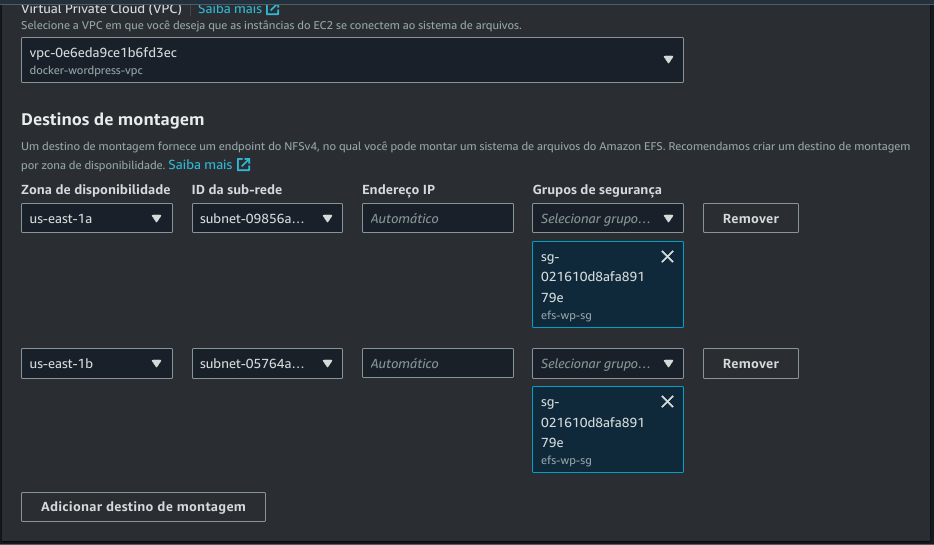 Virtual Private Cloud (VPC) Saiba mais
Selecione a VPC em que você deseja que as instâncias do EC2 se conectem ao sistema de arquivos.
vpc-0e6eda9ce1b6fd3ec
docker-wordpress-vpc
Destinos de montagem
Um destino de montagem fornece um endpoint do NFSv4, no qual você pode montar um sistema de arquivos do Amazon EFS. Recomendamos criar um destino de montagem
por zona de disponibilidade. Saiba mais
Zona de disponibilidade ID da sub-rede Endereço IP Grupos de segurança
us-east-1a subnet-09856a... Automático Selecionar grupo... Remover
sg-
021610d8afa891
79e
efs-wp-sg
us-east-1b subnet-05764a... Automático Selecionar grupo... Remover
sg-
021610d8afa891
79e
efs-wp-sg
Adicionar destino de montagem